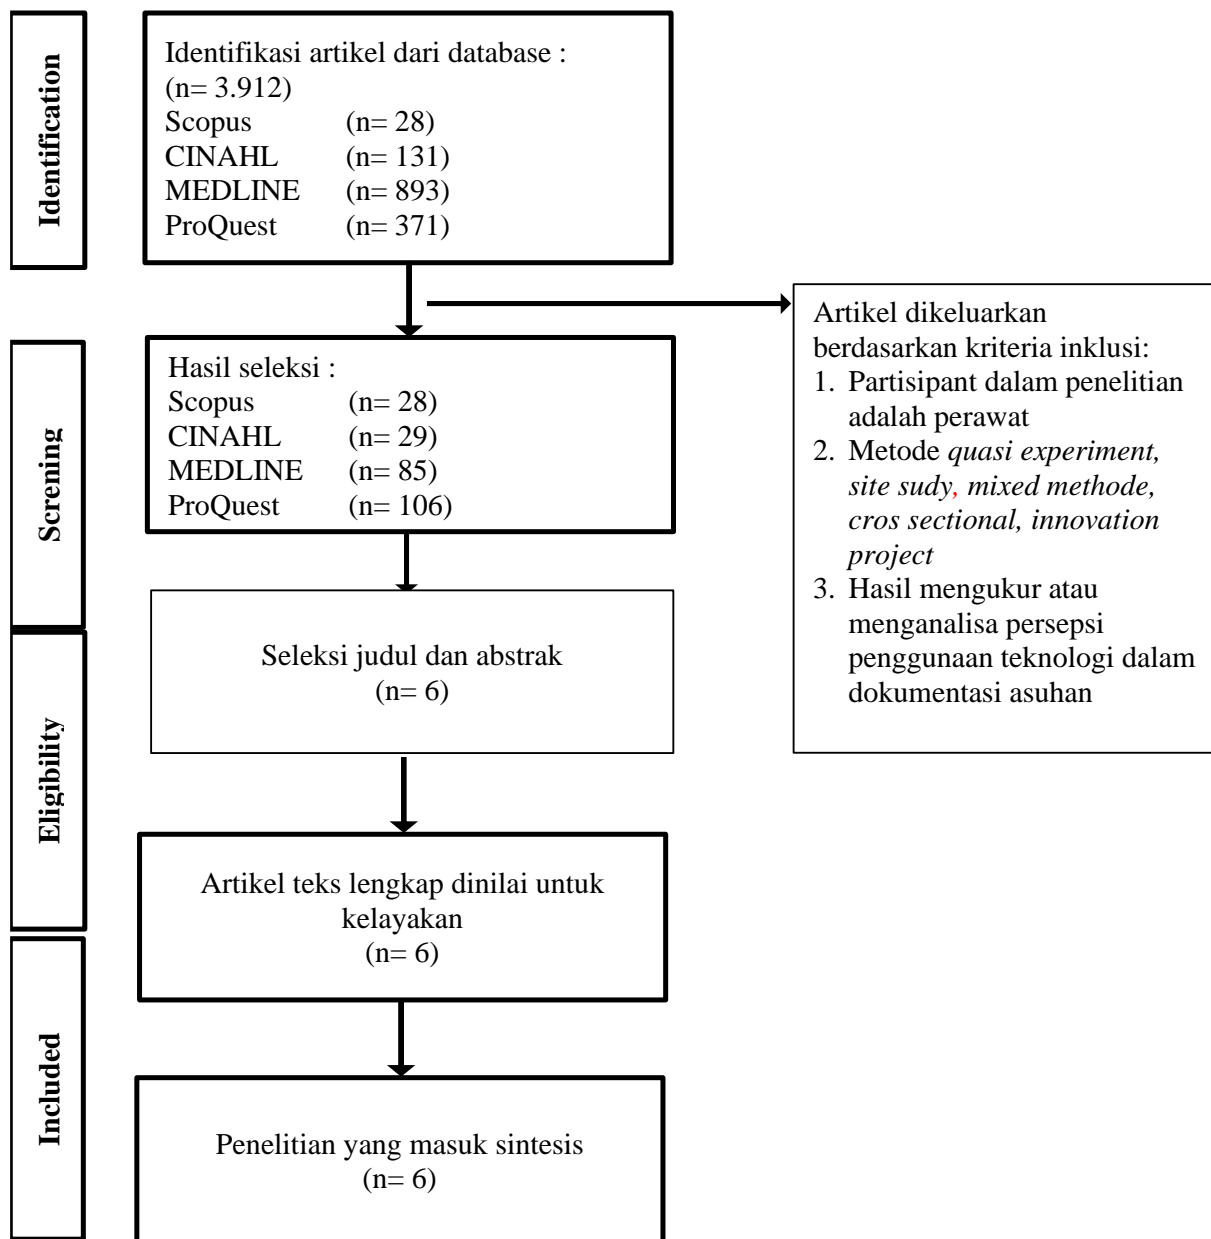 Identification
Identifikasi artikel dari database :
(n= 3.912)
Scopus (n= 28)
CINAHL (n= 131)
MEDLINE (n= 893)
ProQuest (n= 371)
Artikel dikeluarkan
berdasarkan kriteria inklusi:
1. Partisipant dalam penelitian
adalah perawat
2. Metode quasi experiment,
site sudy, mixed methode,
cros sectional, innovation
project
3. Hasil mengukur atau
menganalisa persepsi
penggunaan teknologi dalam
dokumentasi asuhan
Screning
Hasil seleksi :
Scopus (n= 28)
CINAHL (n= 29)
MEDLINE (n= 85)
ProQuest (n= 106)
Seleksi judul dan abstrak
(n= 6)
Eligibility
Artikel teks lengkap dinilai untuk
kelayakan
(n= 6)
Included
Penelitian yang masuk sintesis
(n= 6)